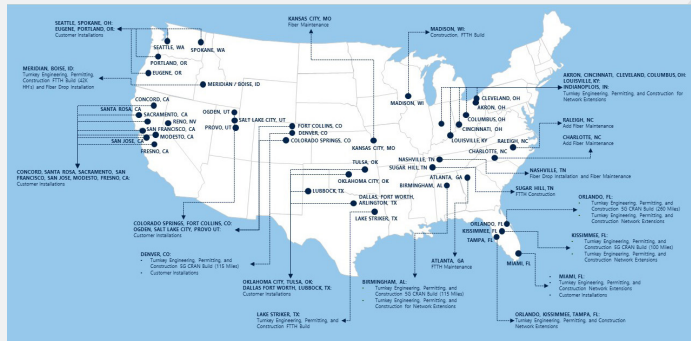 SEATTLE, SPOKANE, OH:
EUGENE, PORTLAND, OR:
Customer Installations
KANSAS CITY, MO
Fiber Maintenance
MADISON, WI:
Construction, FTTH Build
SEATTLE, WA
SPOKANE, WA
PORTLAND, OR
EUGENE, OR
MERIDIAN, BOISE, ID:
Turnkey Engineering, Permitting,
Construction FTTH Build (42K
HH's) and Fiber Drop Installation
MERIDIAN / BOISE, ID
MADISON, WI
AKRON, CINCINNATI, CLEVELAND, COLUMBUS, OH:
LOUISVILLE, KY:
INDIANAPOLIS, IN:
Turnkey Engineering, Permitting, and Construction for
Network Extensions
CLEVELAND, OH
AKRON, OH
COLUMBUS, OH
CINCINNATI, OH
LOUISVILLE, KY
CONCORD, CA
SANTA ROSA, CA
SACRAMENTO, CA
RENO, NV
SAN FRANCISCO, CA
MODESTO, CA
SAN JOSE, CA
FRESNO, CA
OGDEN, UT
SALT LAKE CITY, UT
PROVO, UT
FORT COLLINS, CO
DENVER, CO
COLORADO SPRINGS, CO
KANSAS CITY, MO
RALEIGH, NC
RALEIGH, NC
Add Fiber Maintenance
CHARLOTTE, NC
CHARLOTTE, NC:
Add Fiber Maintenance
CONCORD, SANTA ROSA, SACRAMENTO, SAN
FRANCISCO, SAN JOSE, MODESTO, FRESNO, CA:
Customer Installations
TULSA, OK
OKLAHOMA CITY, OK
LUBBOCK, TX
DALLAS, FORT WORTH,
ARLINGTON, TX
LAKE STRIKER, TX
NASHVILLE, TN
SUGAR HILL, TN
ATLANTA, GA
BIRMINGHAM, AL
NASHVILLE, TN
Fiber Drop Installation and Fiber Maintenance
SUGAR HILL, TN
FTTH Construction
COLORADO SPRINGS, FORT COLLINS, CO:
OGDEN, SALT LAKE CITY, PROVO UT:
Customer Installations
DENVER, CO:
• Turnkey Engineering, Permitting, and
Construction 5G CRAN Build (115 Miles)
• Customer Installations
OKLAHOMA CITY, TULSA, OK:
DALLAS FORT WORTH, LUBBOCK, TX:
Customer Installations
LAKE STRIKER, TX:
Turnkey Engineering, Permitting, and
Construction FTTH Build
BIRMINGHAM, AL:
• Turnkey Engineering, Permitting, and
Construction 5G CRAN Build (115 Miles)
• Turnkey Engineering, Permitting, and
Construction for Network Extensions
ATLANTA, GA
FTTH Maintenance
ORLANDO, FL
KISSIMMEE, FL
TAMPA, FL
MIAMI, FL
ORLANDO, FL:
• Turnkey Engineering, Permitting, and
Construction 5G CRAN Build (260 Miles)
• Turnkey Engineering, Permitting, and
Construction Network Extensions
KISSIMMEE, FL:
• Turnkey Engineering, Permitting, and
Construction 5G CRAN Build (100 Miles)
• Turnkey Engineering, Permitting, and
Construction Network Extensions
• MIAMI, FL:
• Turnkey Engineering, Permitting, and
Construction Network Extensions
• Customer Installations
ORLANDO, KISSIMMEE, TAMPA, FL:
Turnkey Engineering, Permitting, and Construction
Network Extensions